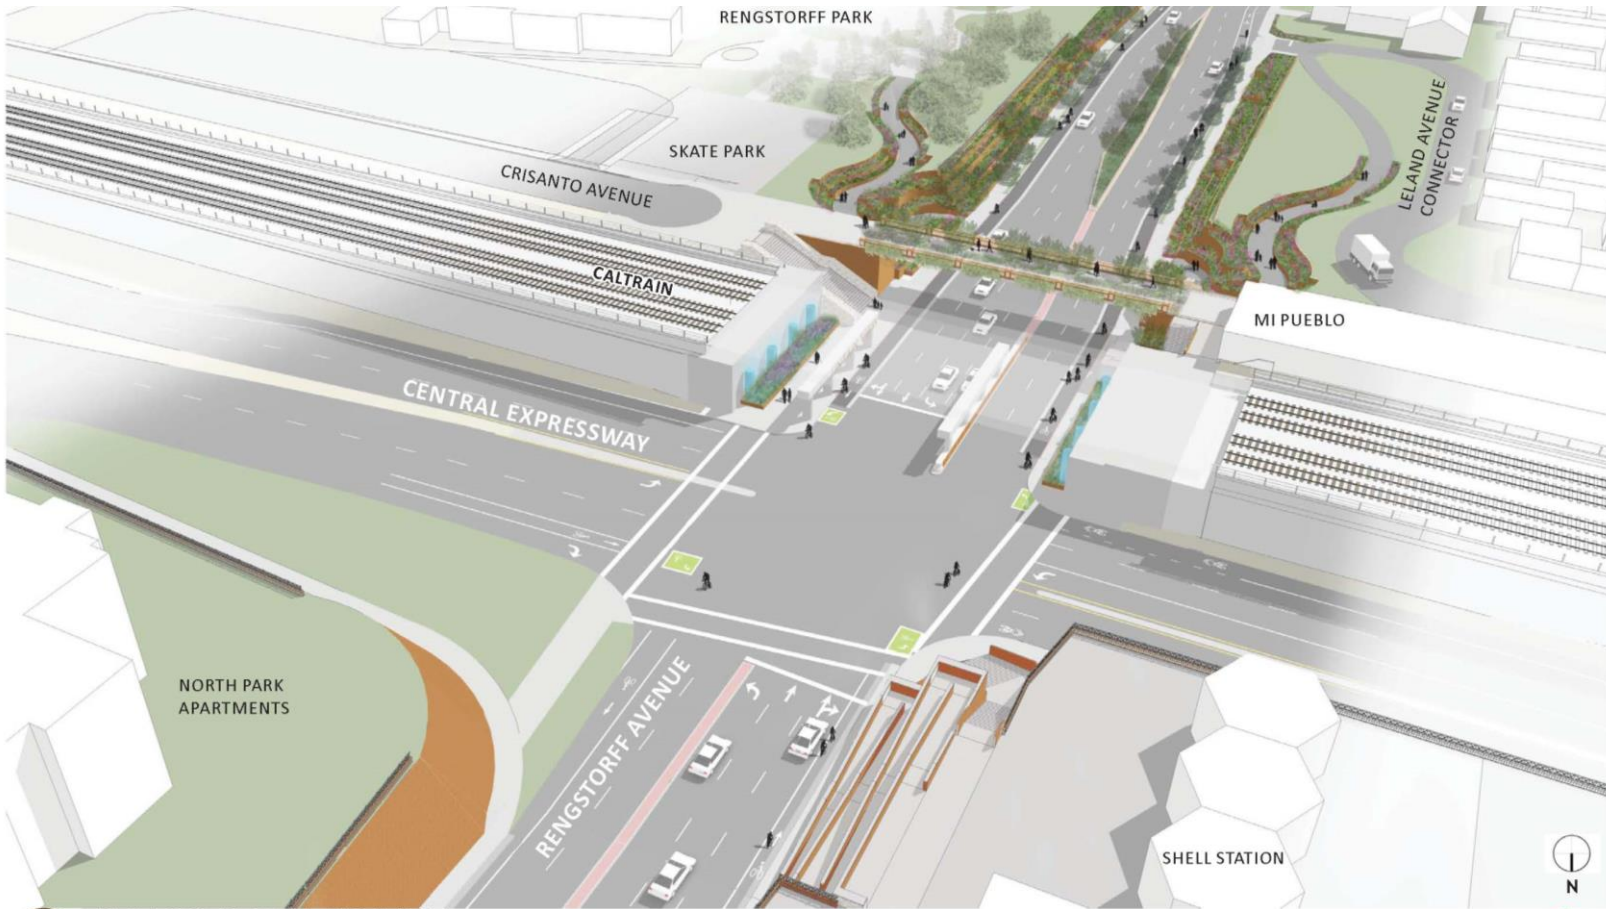 RENGSTORFF PARK
SKATE PARK
CRISANTO AVENUE
LELAND AVENUE
CONNECTOR
CALTRAIN
MI PUEBLO
CENTRAL EXPRESSWAY
NORTH PARK
APARTMENTS
RENGSTORFF AVENUE
SHELL STATION
N